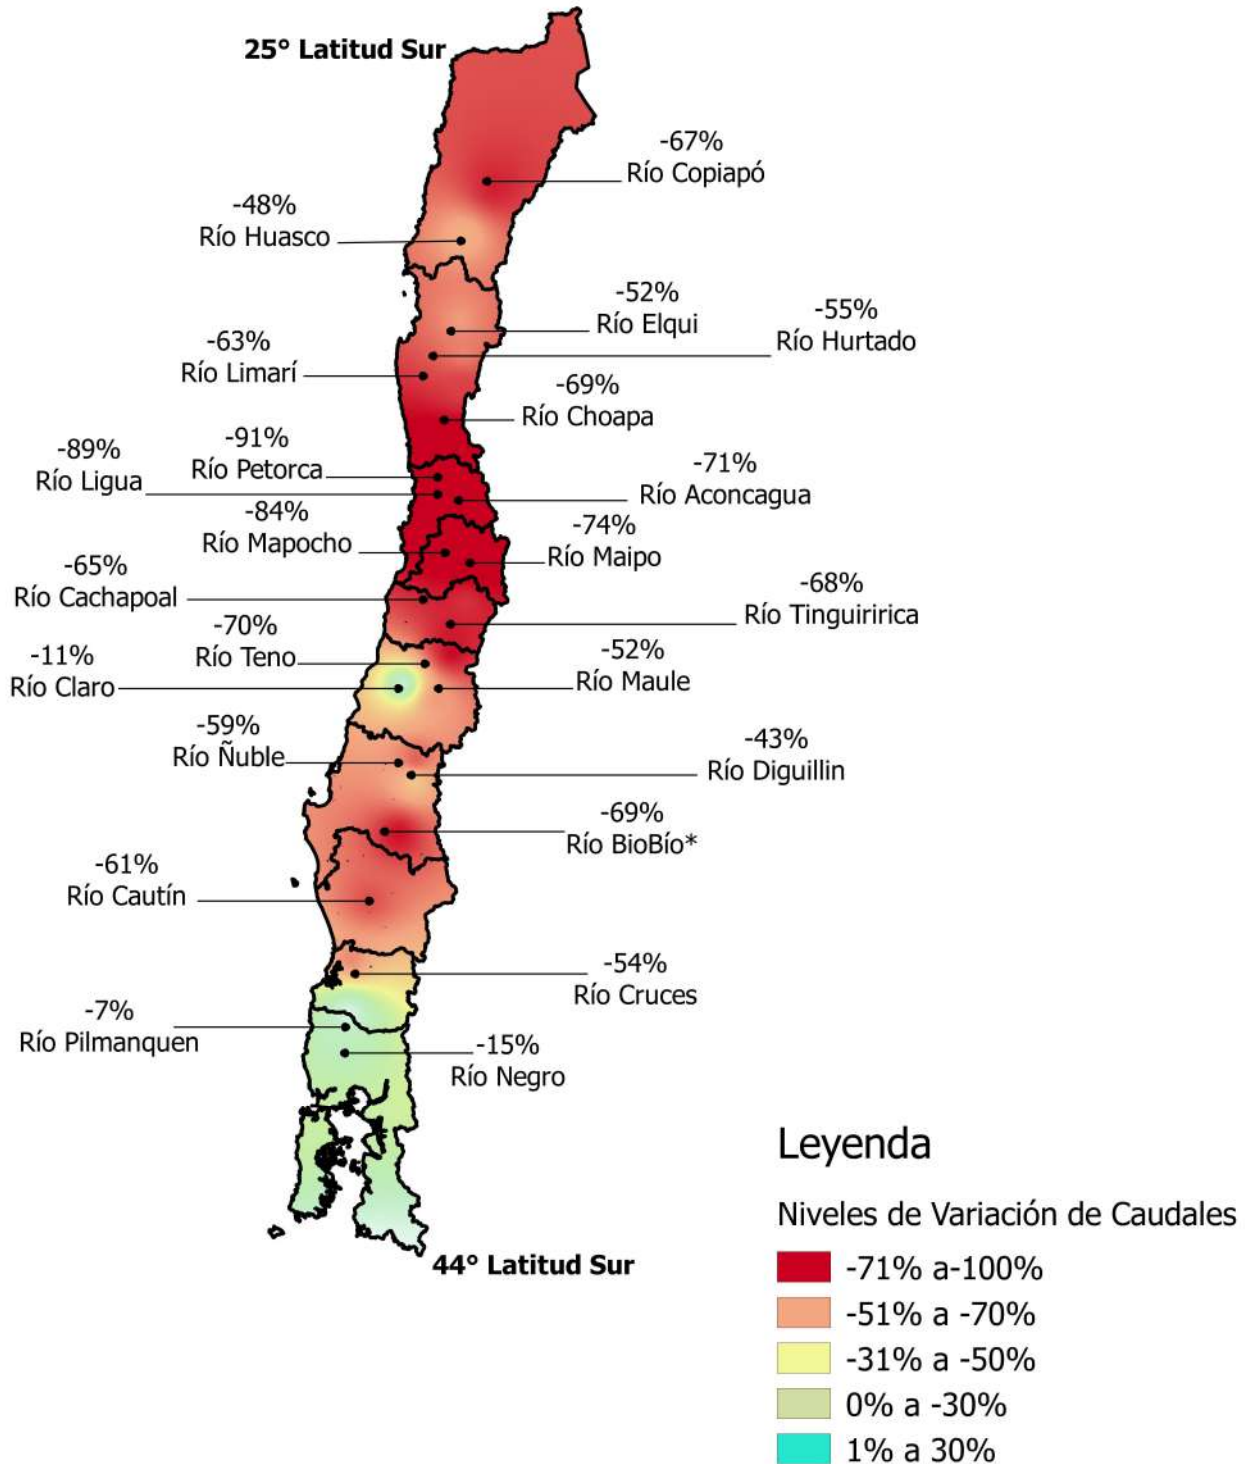 25° Latitud Sur
-67%
Río Copiapó
-48%
Río Huasco
-52%
Río Elqui
-55%
Río Hurtado
-63%
Río Limarí
-69%
Río Choapa
-91%
Río Petorca
-89%
Río Ligua
-71%
Río Aconcagua
-84%
Río Mapocho
-74%
Río Maipo
-65%
Río Cachapoal
-68%
Río Tinguiririca
-70%
Río Teno
-11%
Río Claro
-52%
Río Maule
-59%
Río Ñuble
-43%
Río Diguillin
-69%
Río BioBío*
-61%
Río Cautín
-54%
Río Cruces
-7%
Río Pilmanquen
-15%
Río Negro
44° Latitud Sur
Leyenda
Niveles de Variación de Caudales
-71% a-100%
-51% a -70%
-31% a -50%
0% a -30%
1% a 30%